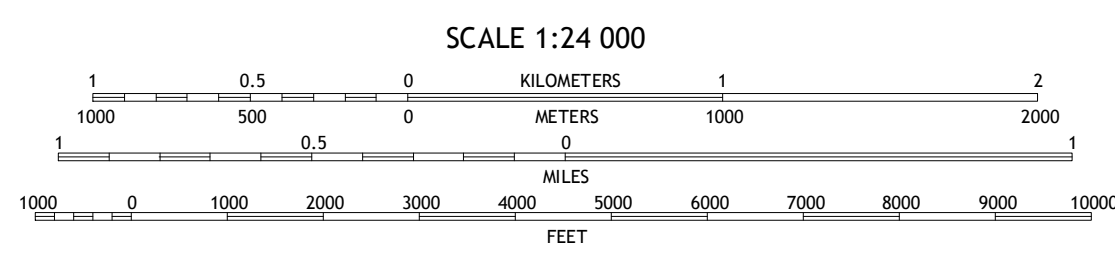 SCALE 1:24 000
1 0.5 0 KILOMETERS 1 2
1000 500 0 METERS 1000 2000
1 0.5 0 1
MILES
1000 0 1000 2000 3000 4000 5000 6000 7000 8000 9000 10000
FEET